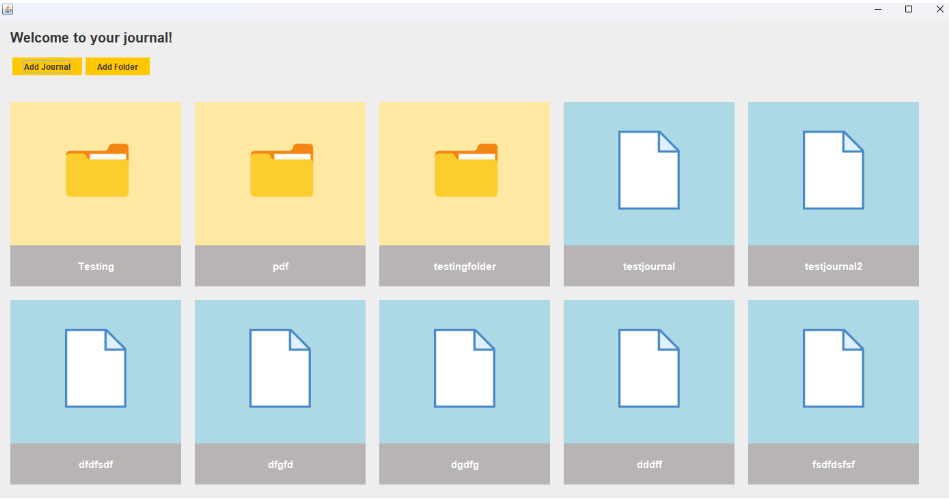 Welcome to your journal!
Add Journal Add Folder
Testing pdf testingfolder testjournal testjournal2
dfdfsdf dfgfd dgdfg dddff fsdfdsfsf